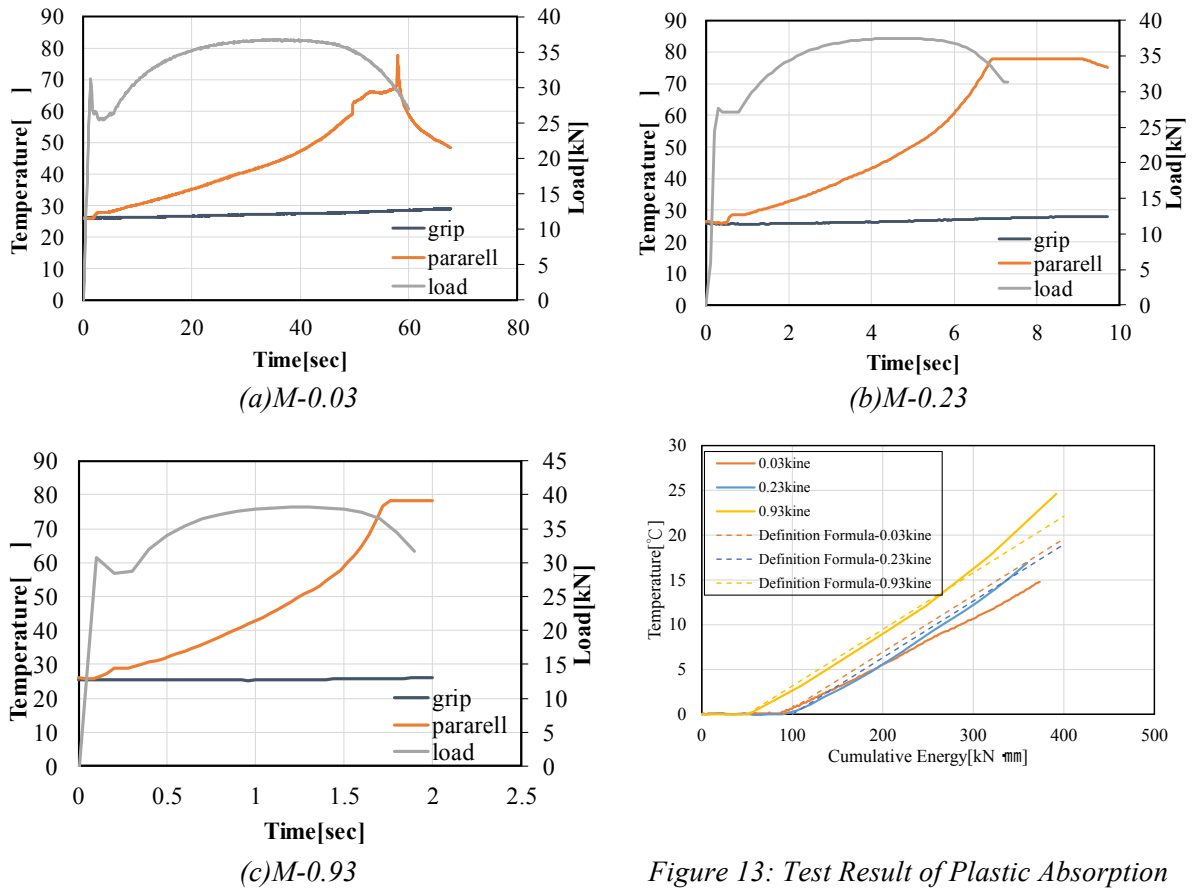 90
80
70
60
50
40
30
20
10
0
Temperature[ ]
40
35
30
25
20
15
10
5
0
Load[kN]
grip
pararell
load
0 20 40 60 80
Time[sec]
(a)M-0.03
90
80
70
60
50
40
30
20
10
0
Temperature[ ]
40
35
30
25
20
15
10
5
0
Load[kN]
grip
pararell
load
0 2 4 6 8 10
Time[sec]
(b)M-0.23
90
80
70
60
50
40
30
20
10
0
Temperature[ ]
45
40
35
30
25
20
15
10
5
0
Load[kN]
grip
pararell
load
0 0.5 1 1.5 2 2.5
Time[sec]
(c)M-0.93
30
25
20
15
10
5
0
Temperature[℃]
0.03kine
0.23kine
0.93kine
Definition Formula-0.03kine
Definition Formula-0.23kine
Definition Formula-0.93kine
0 100 200 300 400 500
Cumulative Energy[kN・㎜]
Figure 13: Test Result of Plastic Absorption